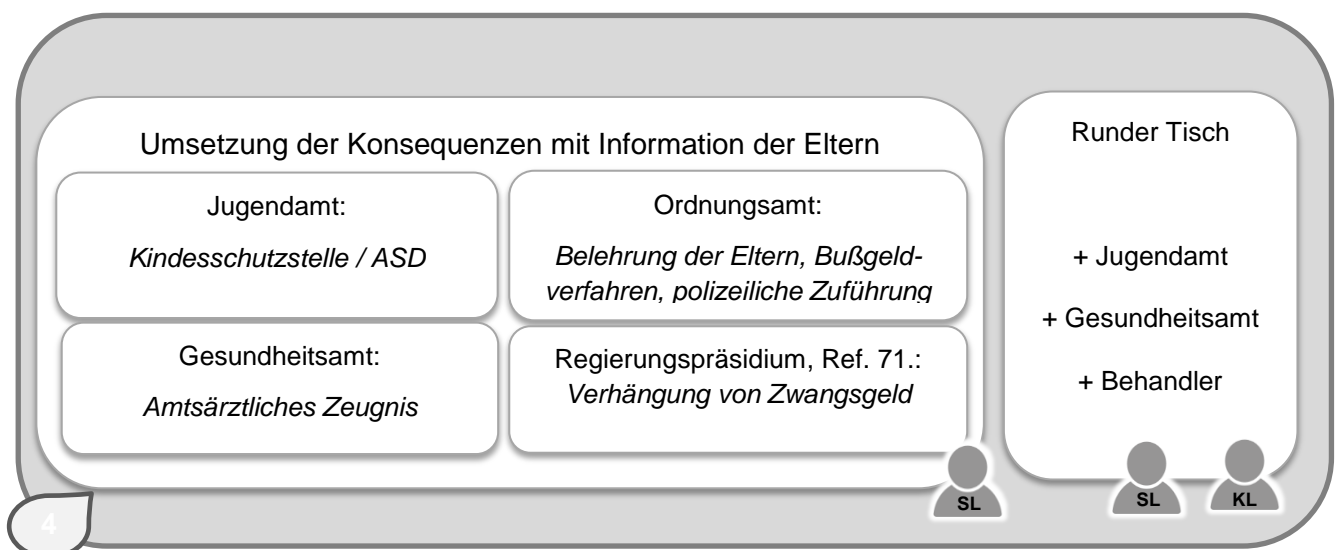 Umsetzung der Konsequenzen mit Information der Eltern
Jugendamt:
Kindesschutzstelle / ASD
Ordnungsamt:
Belehrung der Eltern, Bußgeld-
verfahren, polizeiliche Zuführung
Gesundheitsamt:
Amtsärztliches Zeugnis
Regierungspräsidium, Ref. 71.:
Verhängung von Zwangsgeld
SL
Runder Tisch
+ Jugendamt
+ Gesundheitsamt
+ Behandler
SL
KL
4